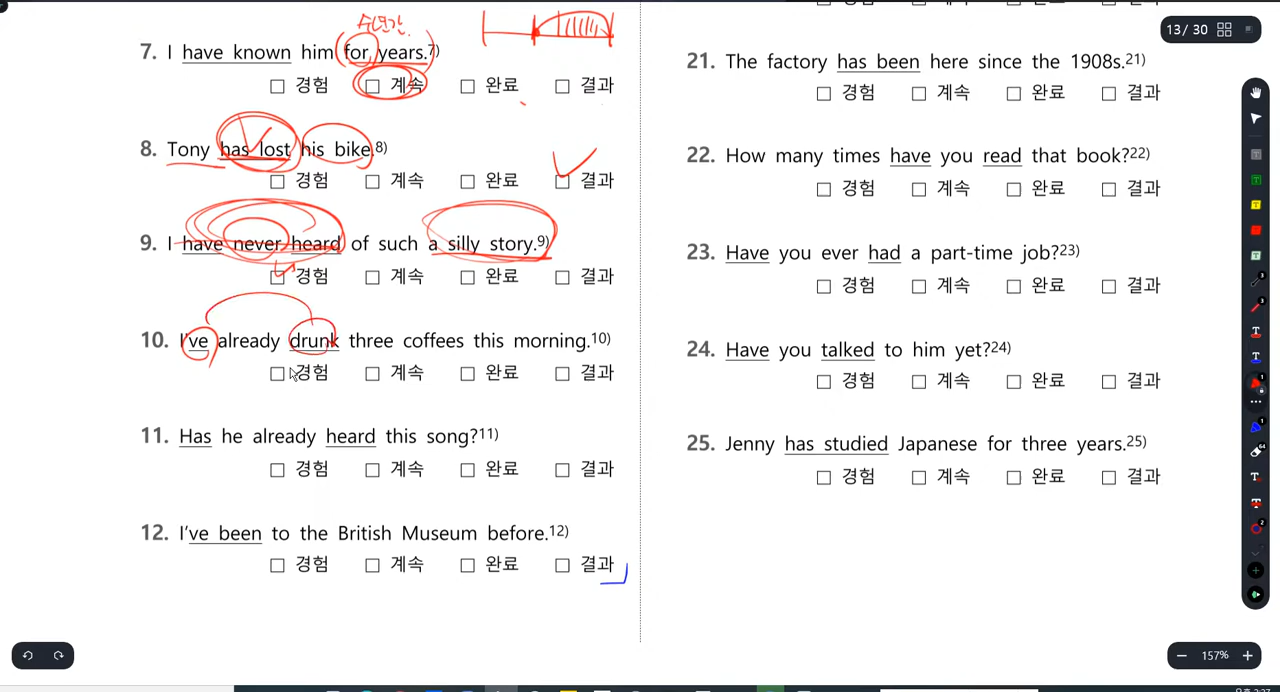 수년간.
7. I have known him (for years.7)
□ 경험 □ 계속 □ 완료 □ 결과
8. Tony has lost his bike.8)
□ 경험 □ 계속 □ 완료 □ 결과
9. I have never heard of such a silly story.9)
□ 경험 □ 계속 □ 완료 □ 결과
10. I've already drunk three coffees this morning.10)
□ 경험 □ 계속 □ 완료 □ 결과
11. Has he already heard this song?11)
□ 경험 □ 계속 □ 완료 □ 결과
12. I've been to the British Museum before.12)
□ 경험 □ 계속 □ 완료 □ 결과
21. The factory has been here since the 1908s.21)
□ 경험 □ 계속 □ 완료 □ 결과
22. How many times have you read that book?22)
□ 경험 □ 계속 □ 완료 □ 결과
23. Have you ever had a part-time job?23)
□ 경험 □ 계속 □ 완료 □ 결과
24. Have you talked to him yet?24)
□ 경험 □ 계속 □ 완료 □ 결과
25. Jenny has studied Japanese for three years.25)
□ 경험 □ 계속 □ 완료 □ 결과
13/ 30
157%